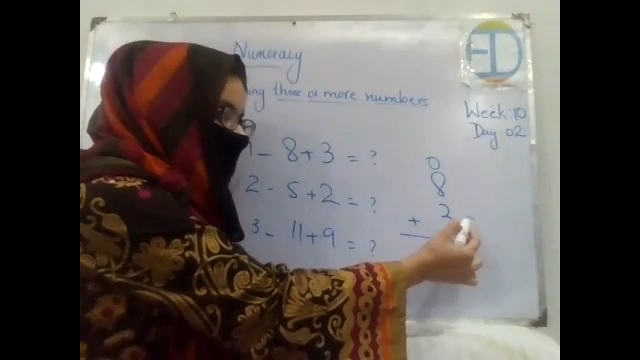 Numeracy
three or more numbers
Week:10
Day 02
8+3 = ?
2- 5+2 = ?
3- 11+9 = ?
0
8
+ 2
ED